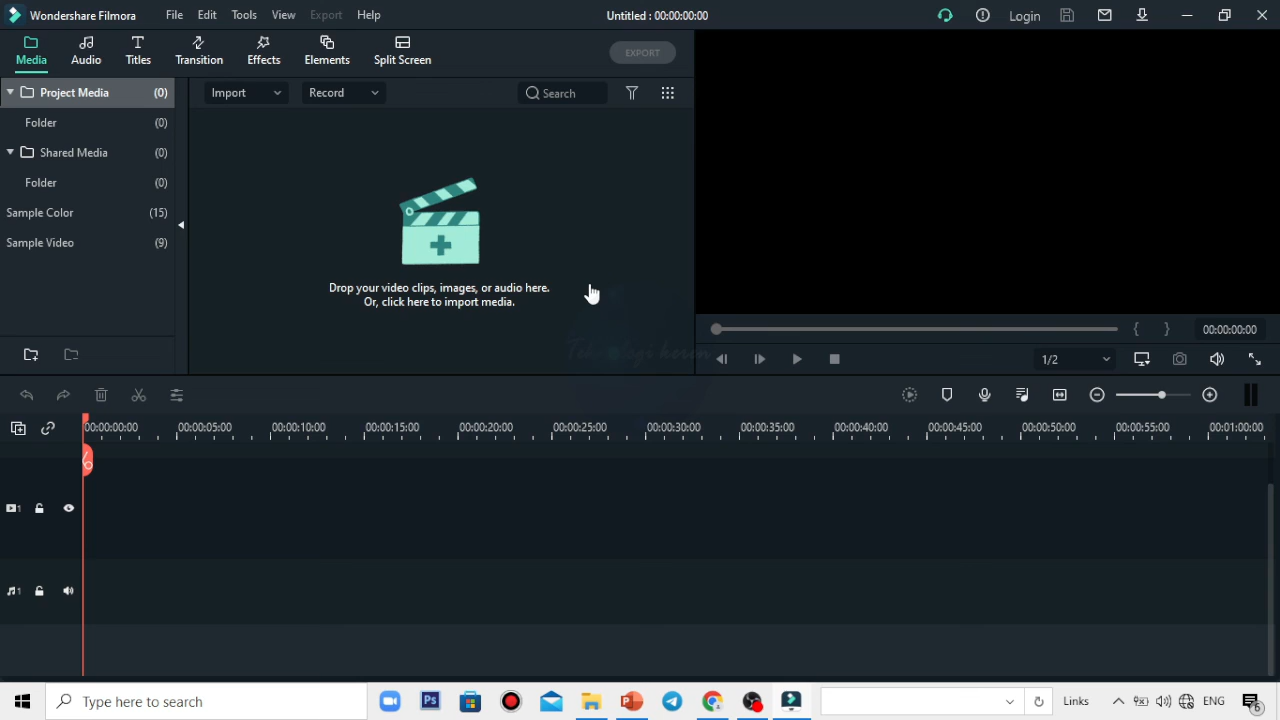 Wondershare Filmora File Edit Tools View Export Help Untitled : 00:00:00:00 Login
Media Audio Titles Transition Effects Elements Split Screen EXPORT
Project Media (0) Import Record Search
Folder (0)
Shared Media (0)
Folder (0)
Sample Color (15)
Sample Video (9)
Drop your video clips, images, or audio here.
Or, click here to import media.
{ } 00:00:00:00
1/2
00:00:00:00 00:00:05:00 00:00:10:00 00:00:15:00 00:00:20:00 00:00:25:00 00:00:30:00 00:00:35:00 00:00:40:00 00:00:45:00 00:00:50:00 00:00:55:00 00:01:00:00
1
1
Type here to search Ps Links ENG 6